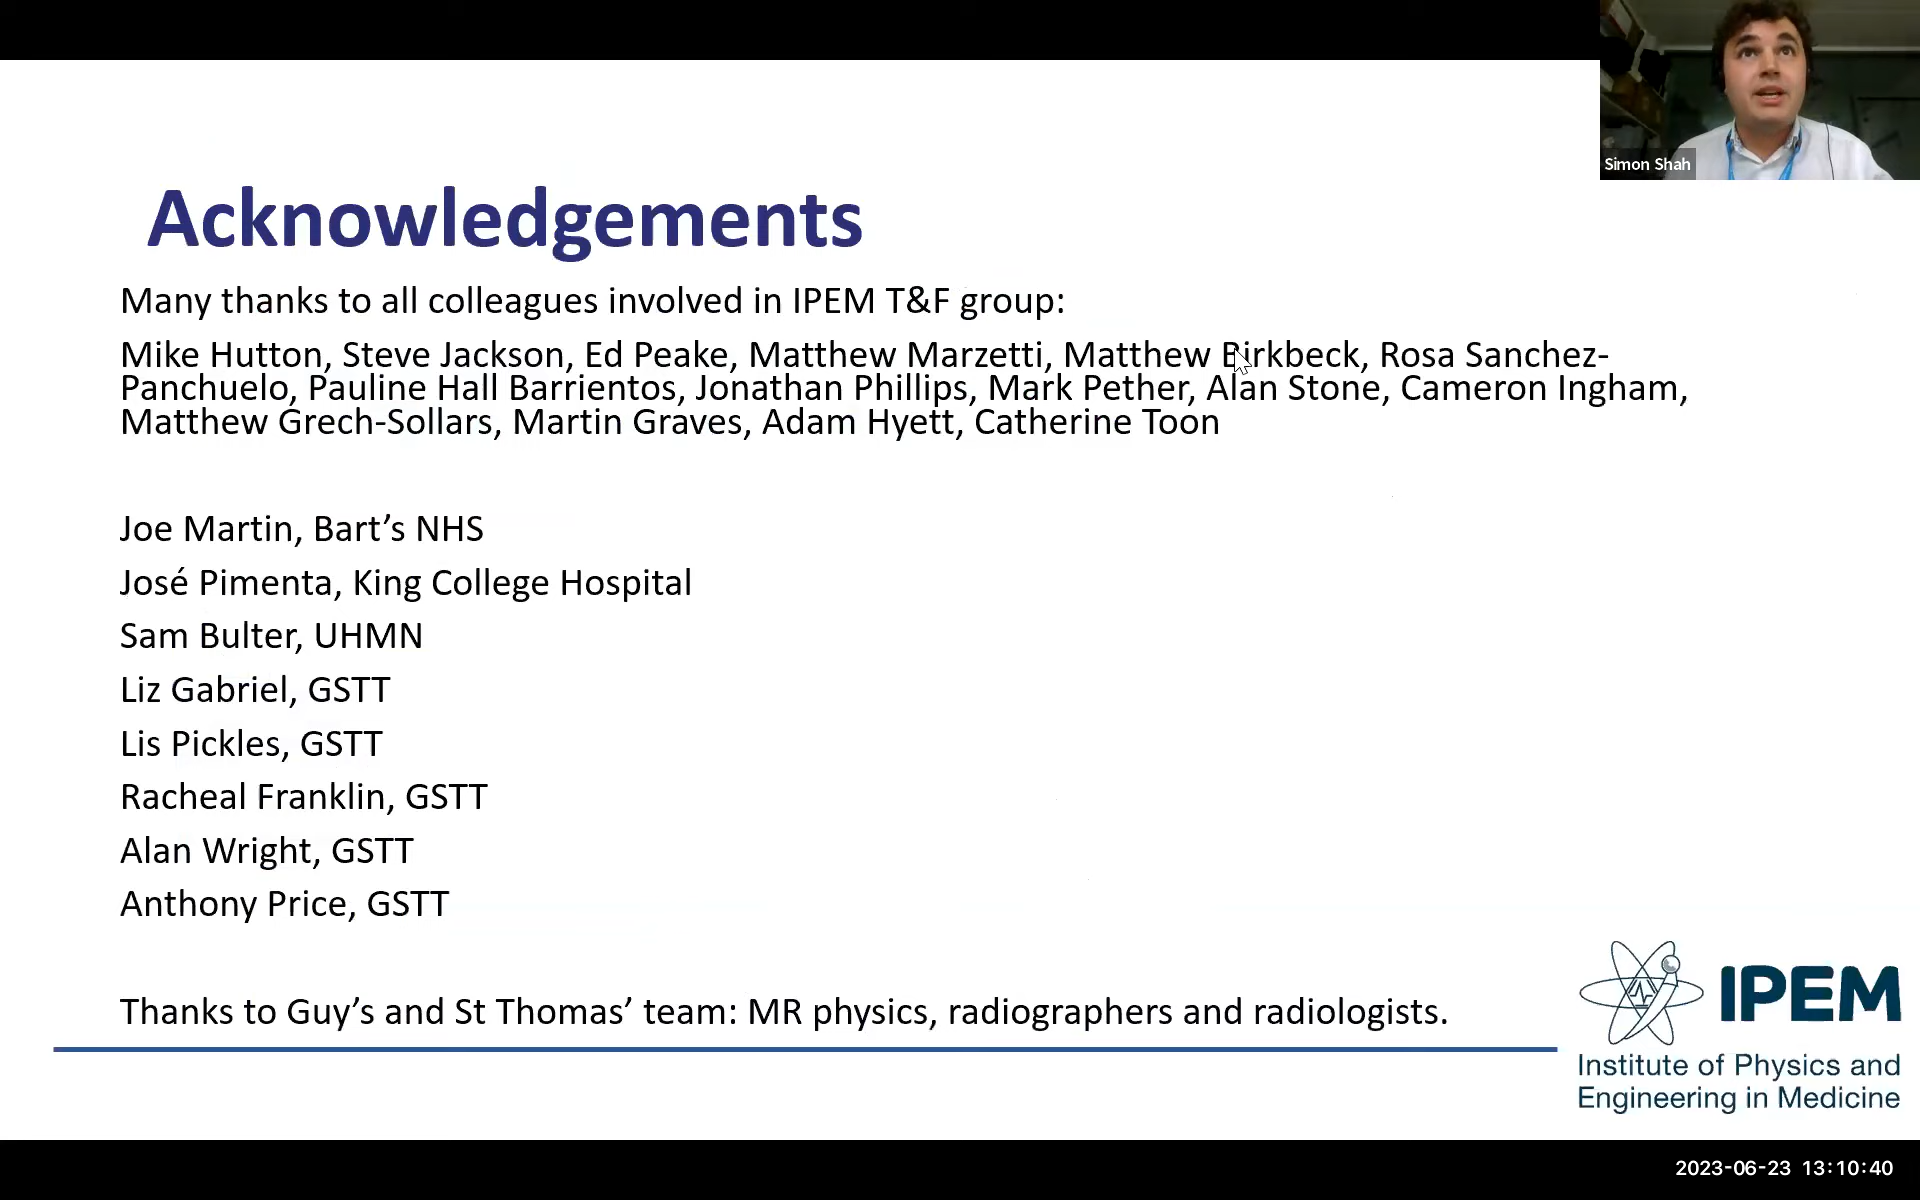 Simon Shah
Acknowledgements
Many thanks to all colleagues involved in IPEM T&F group:
Mike Hutton, Steve Jackson, Ed Peake, Matthew Marzetti, Matthew Birkbeck, Rosa Sanchez-
Panchuelo, Pauline Hall Barrientos, Jonathan Phillips, Mark Pether, Alan Stone, Cameron Ingham,
Matthew Grech-Sollars, Martin Graves, Adam Hyett, Catherine Toon
Joe Martin, Bart’s NHS
José Pimenta, King College Hospital
Sam Bulter, UHMN
Liz Gabriel, GSTT
Lis Pickles, GSTT
Racheal Franklin, GSTT
Alan Wright, GSTT
Anthony Price, GSTT
Thanks to Guy’s and St Thomas’ team: MR physics, radiographers and radiologists.
IPEM
Institute of Physics and
Engineering in Medicine
2023-06-23 13:10:40